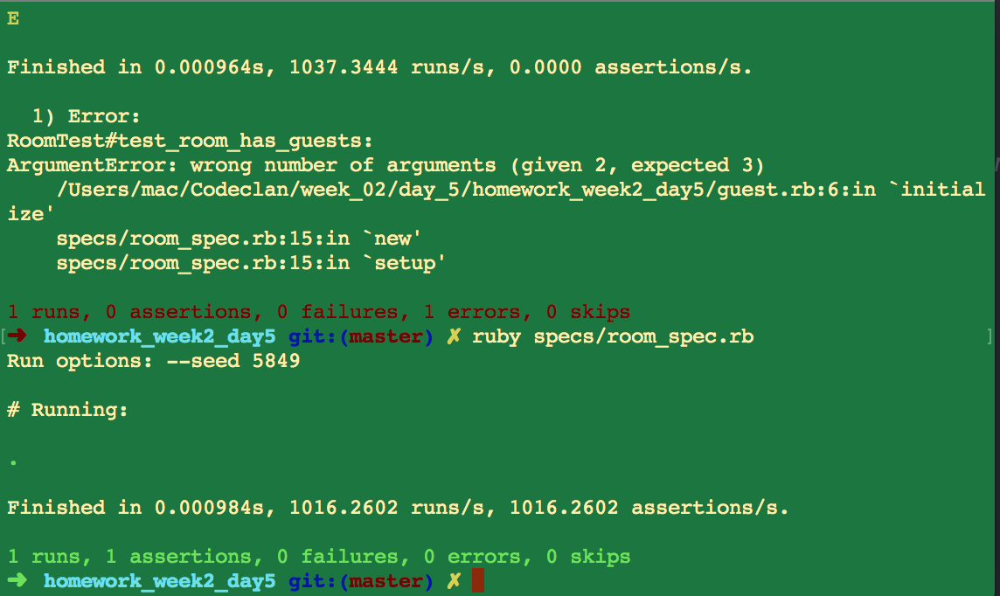 E
Finished in 0.000964s, 1037.3444 runs/s, 0.0000 assertions/s.
1) Error:
RoomTest#test_room_has_guests:
ArgumentError: wrong number of arguments (given 2, expected 3)
/Users/mac/Codeclan/week_02/day_5/homework_week2_day5/guest.rb:6:in `initial
ize'
specs/room_spec.rb:15:in `new'
specs/room_spec.rb:15:in `setup'
1 runs, 0 assertions, 0 failures, 1 errors, 0 skips
[➜ homework_week2_day5 git:(master) ✗ ruby specs/room_spec.rb ]
Run options: --seed 5849
# Running:
.
Finished in 0.000984s, 1016.2602 runs/s, 1016.2602 assertions/s.
1 runs, 1 assertions, 0 failures, 0 errors, 0 skips
➜ homework_week2_day5 git:(master) ✗